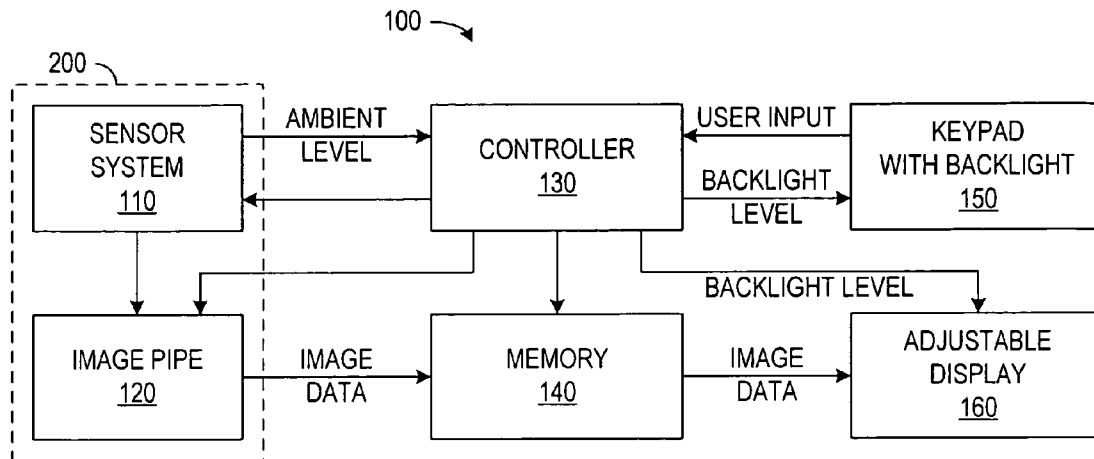 100
200
SENSOR
SYSTEM
110
AMBIENT
LEVEL
CONTROLLER
130
USER INPUT
BACKLIGHT
LEVEL
KEYPAD
WITH BACKLIGHT
150
BACKLIGHT LEVEL
IMAGE PIPE
120
IMAGE
DATA
MEMORY
140
IMAGE
DATA
ADJUSTABLE
DISPLAY
160